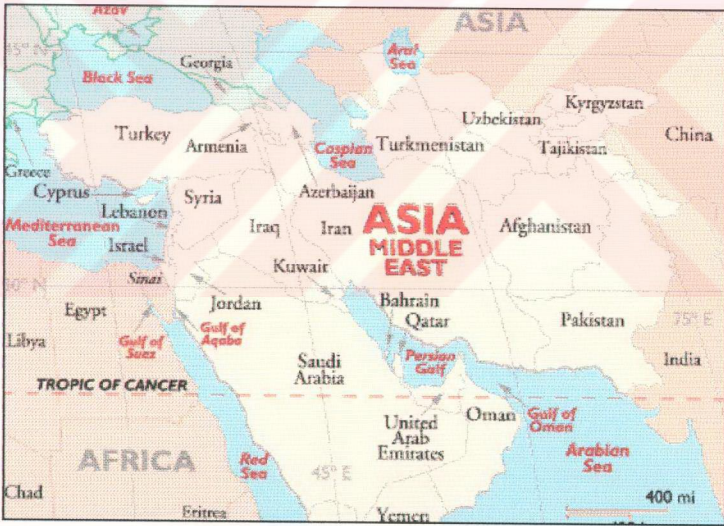 Azov
ASIA
45° N
Georgia
Aral
Sea
Black Sea
Kyrgyzstan
Uzbekistan
Turkey
China
Armenia
Caspian
Sea
Turkmenistan
Tajikistan
Greece
Cyprus
Azerbaijan
Syria
Lebanon
ASIA
MIDDLE
EAST
Mediterranean
Sea
Iraq
Iran
Afghanistan
Israel
Kuwait
Sinai
Jordan
Bahrain
Qatar
Egypt
Pakistan
75° E
Gulf of
Suez
Gulf of
Aqaba
Libya
Persian
Gulf
India
Saudi
Arabia
TROPIC OF CANCER
United
Arab
Emirates
Oman
Gulf of
Oman
AFRICA
Red
Sea
45° E
Arabian
Sea
Chad
400 mi
Eritrea
Yemen